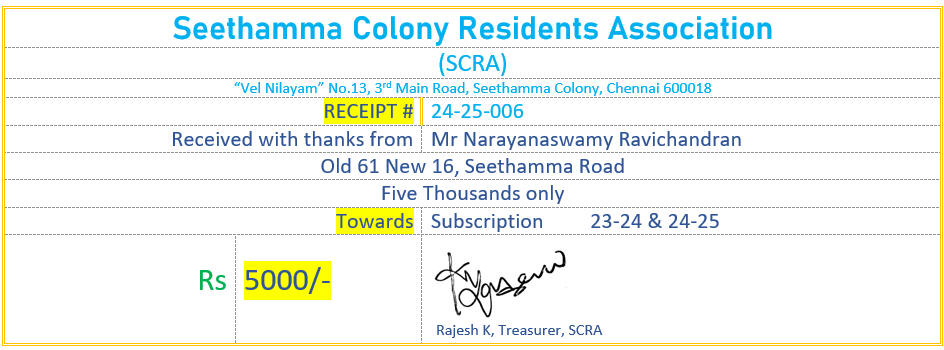 Seethamma Colony Residents Association
(SCRA)
“Vel Nilayam” No.13, 3rd Main Road, Seethamma Colony, Chennai 600018
RECEIPT # 24-25-006
Received with thanks from Mr Narayanaswamy Ravichandran
Old 61 New 16, Seethamma Road
Five Thousands only
Towards Subscription 23-24 & 24-25
Rs 5000/-
Rajesh K, Treasurer, SCRA